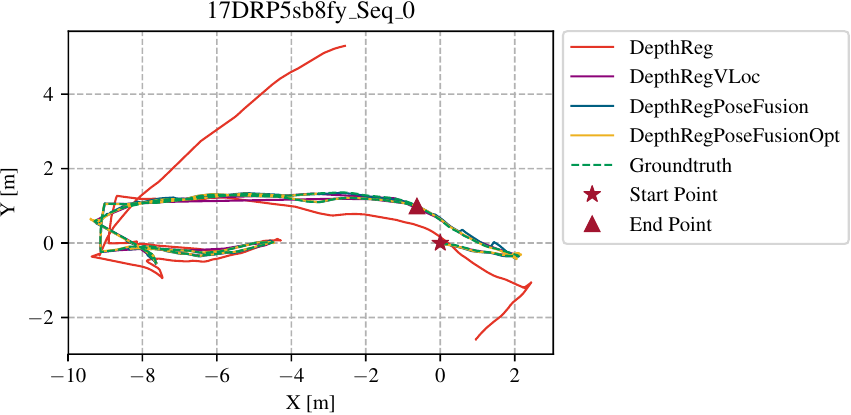 17DRP5sb8fy_Seq_0
DepthReg
DepthRegVLoc
DepthRegPoseFusion
DepthRegPoseFusionOpt
Groundtruth
Start Point
End Point
Y [m]
4
2
0
−2
−10 −8 −6 −4 −2 0 2
X [m]